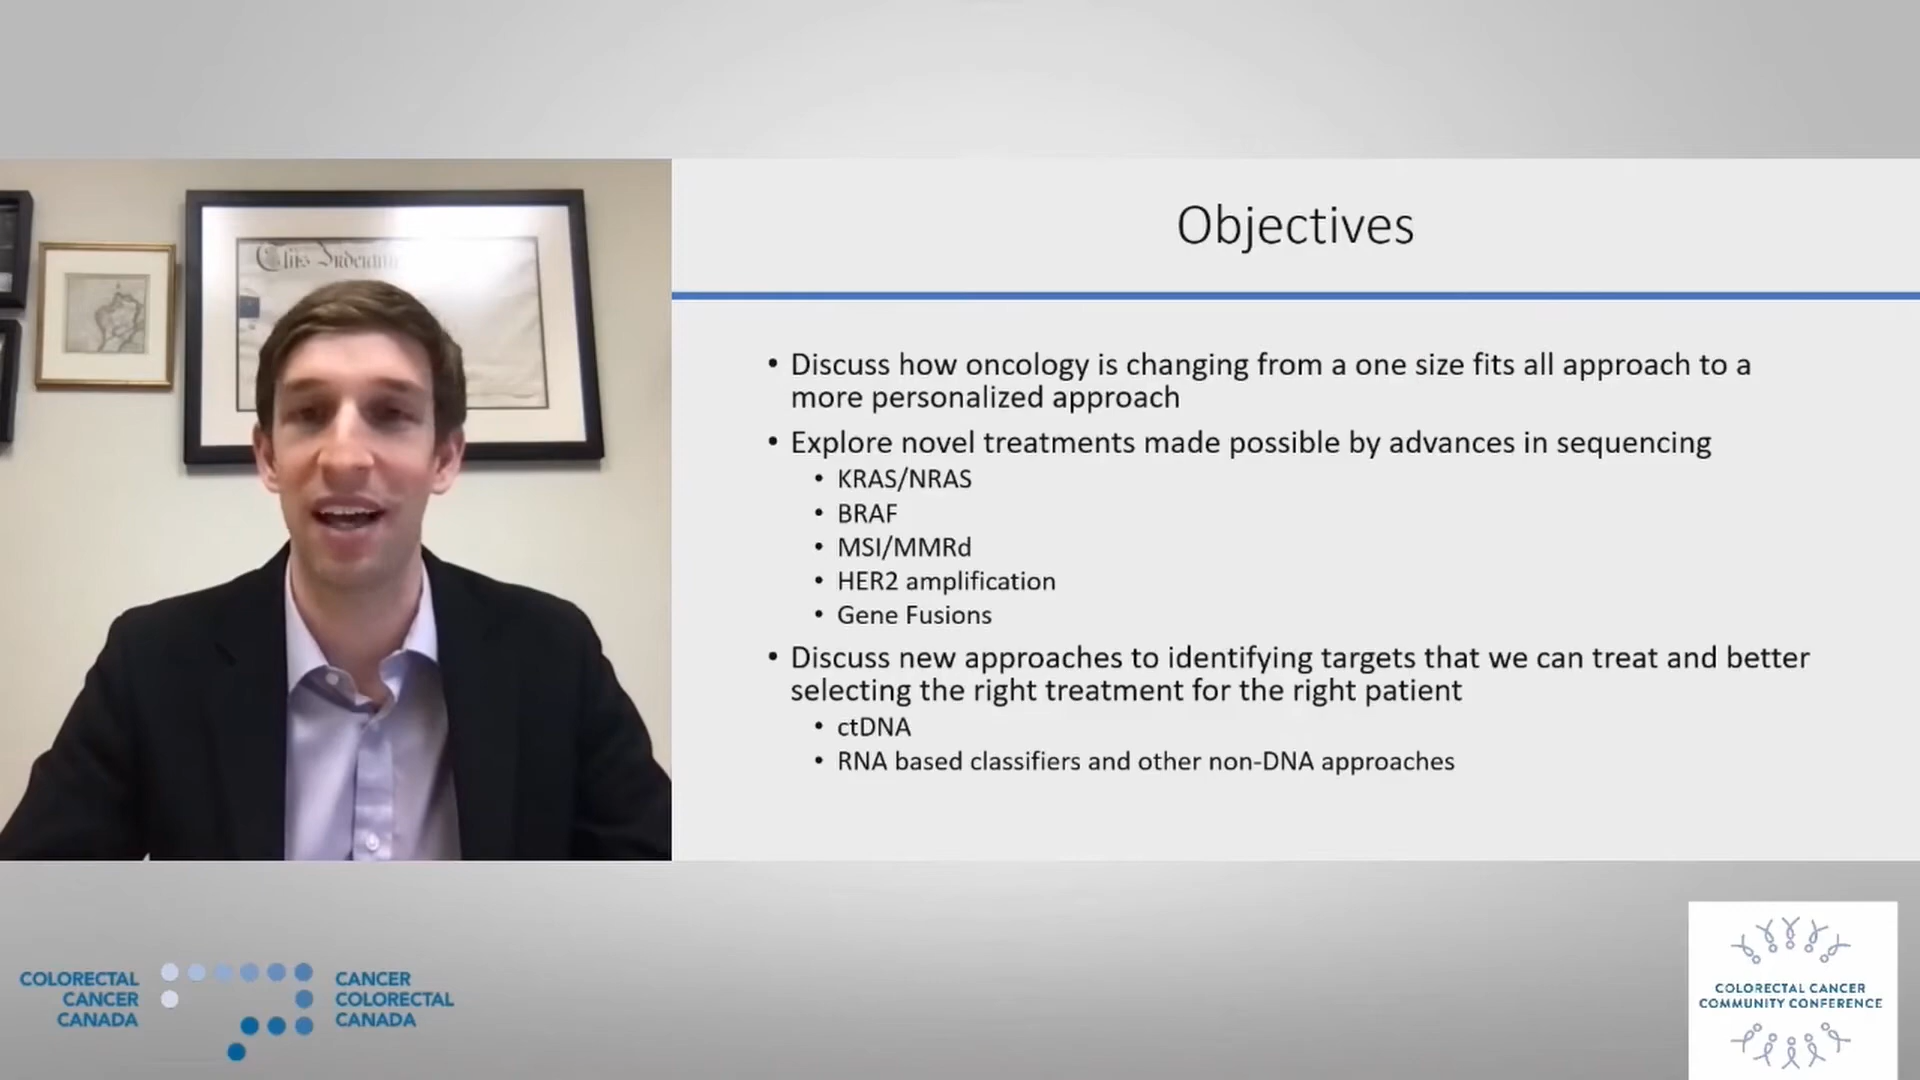 This Indenture
Objectives
• Discuss how oncology is changing from a one size fits all approach to a
more personalized approach
• Explore novel treatments made possible by advances in sequencing
• KRAS/NRAS
• BRAF
• MSI/MMRd
• HER2 amplification
• Gene Fusions
• Discuss new approaches to identifying targets that we can treat and better
selecting the right treatment for the right patient
• ctDNA
• RNA based classifiers and other non-DNA approaches
COLORECTAL
CANCER
CANADA
CANCER
COLORECTAL
CANADA
COLORECTAL CANCER
COMMUNITY CONFERENCE